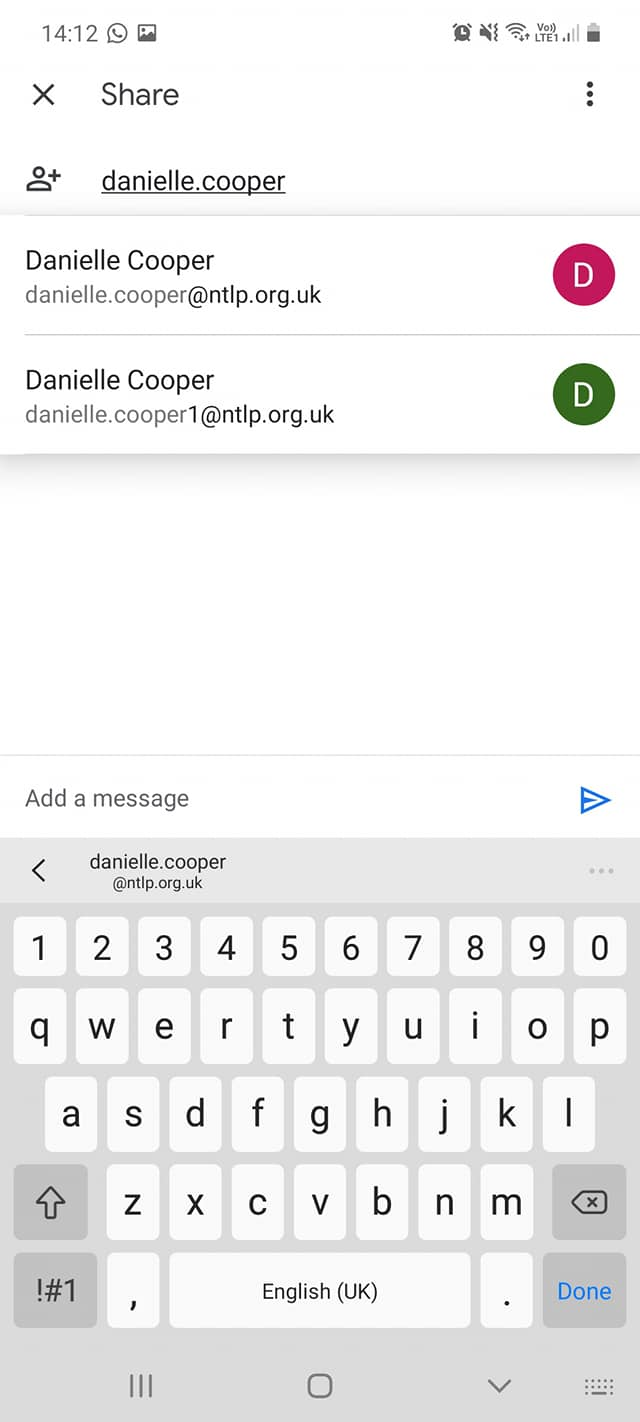 14:12
Vo))
LTE1
Share
danielle.cooper
Danielle Cooper
danielle.cooper@ntlp.org.uk
D
Danielle Cooper
danielle.cooper1@ntlp.org.uk
D
Add a message
danielle.cooper
@ntlp.org.uk
1 2 3 4 5 6 7 8 9 0
q w e r t y u i o p
a s d f g h j k l
z x c v b n m
!#1 , English (UK) . Done